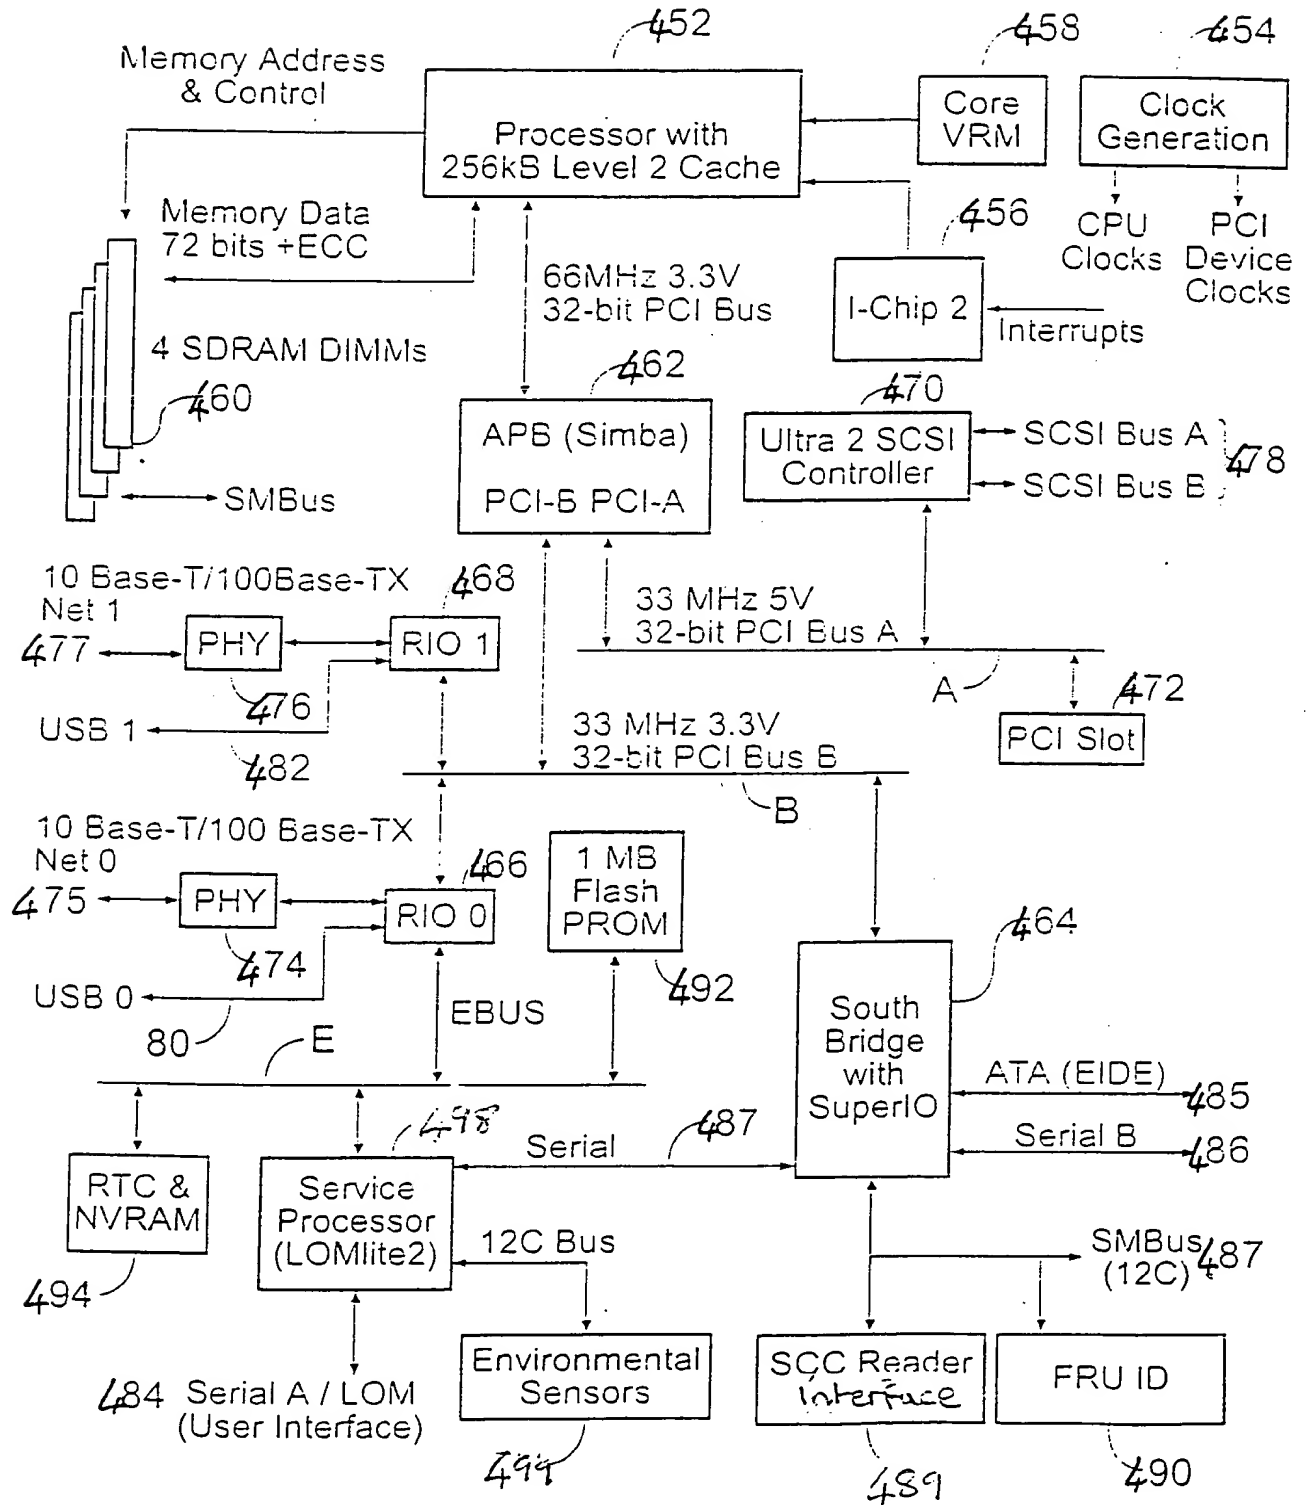 452
458
454
Memory Address
& Control
Processor with
256kB Level 2 Cache
Core
VRM
Clock
Generation
Memory Data
72 bits +ECC
456
CPU
Clocks
PCI
Device
Clocks
66MHz 3.3V
32-bit PCI Bus
I-Chip 2
Interrupts
4 SDRAM DIMMs
460
462
470
APB (Simba)
PCI-B PCI-A
Ultra 2 SCSI
Controller
SCSI Bus A
SCSI Bus B
478
SMBus
10 Base-T/100Base-TX
Net 1
468
477
PHY
RIO 1
33 MHz 5V
32-bit PCI Bus A
476
A
472
USB 1
482
33 MHz 3.3V
32-bit PCI Bus B
PCI Slot
B
10 Base-T/100 Base-TX
Net 0
466
1 MB
Flash
PROM
475
PHY
RIO 0
464
474
492
USB 0
80
EBUS
E
South
Bridge
with
SuperIO
ATA (EIDE)
485
498
Serial
487
Serial B
486
RTC &
NVRAM
Service
Processor
(LOMlite2)
12C Bus
SMBus
(12C)
487
494
Environmental
Sensors
SCC Reader
Interface
FRU ID
484
Serial A / LOM
(User Interface)
499
489
490